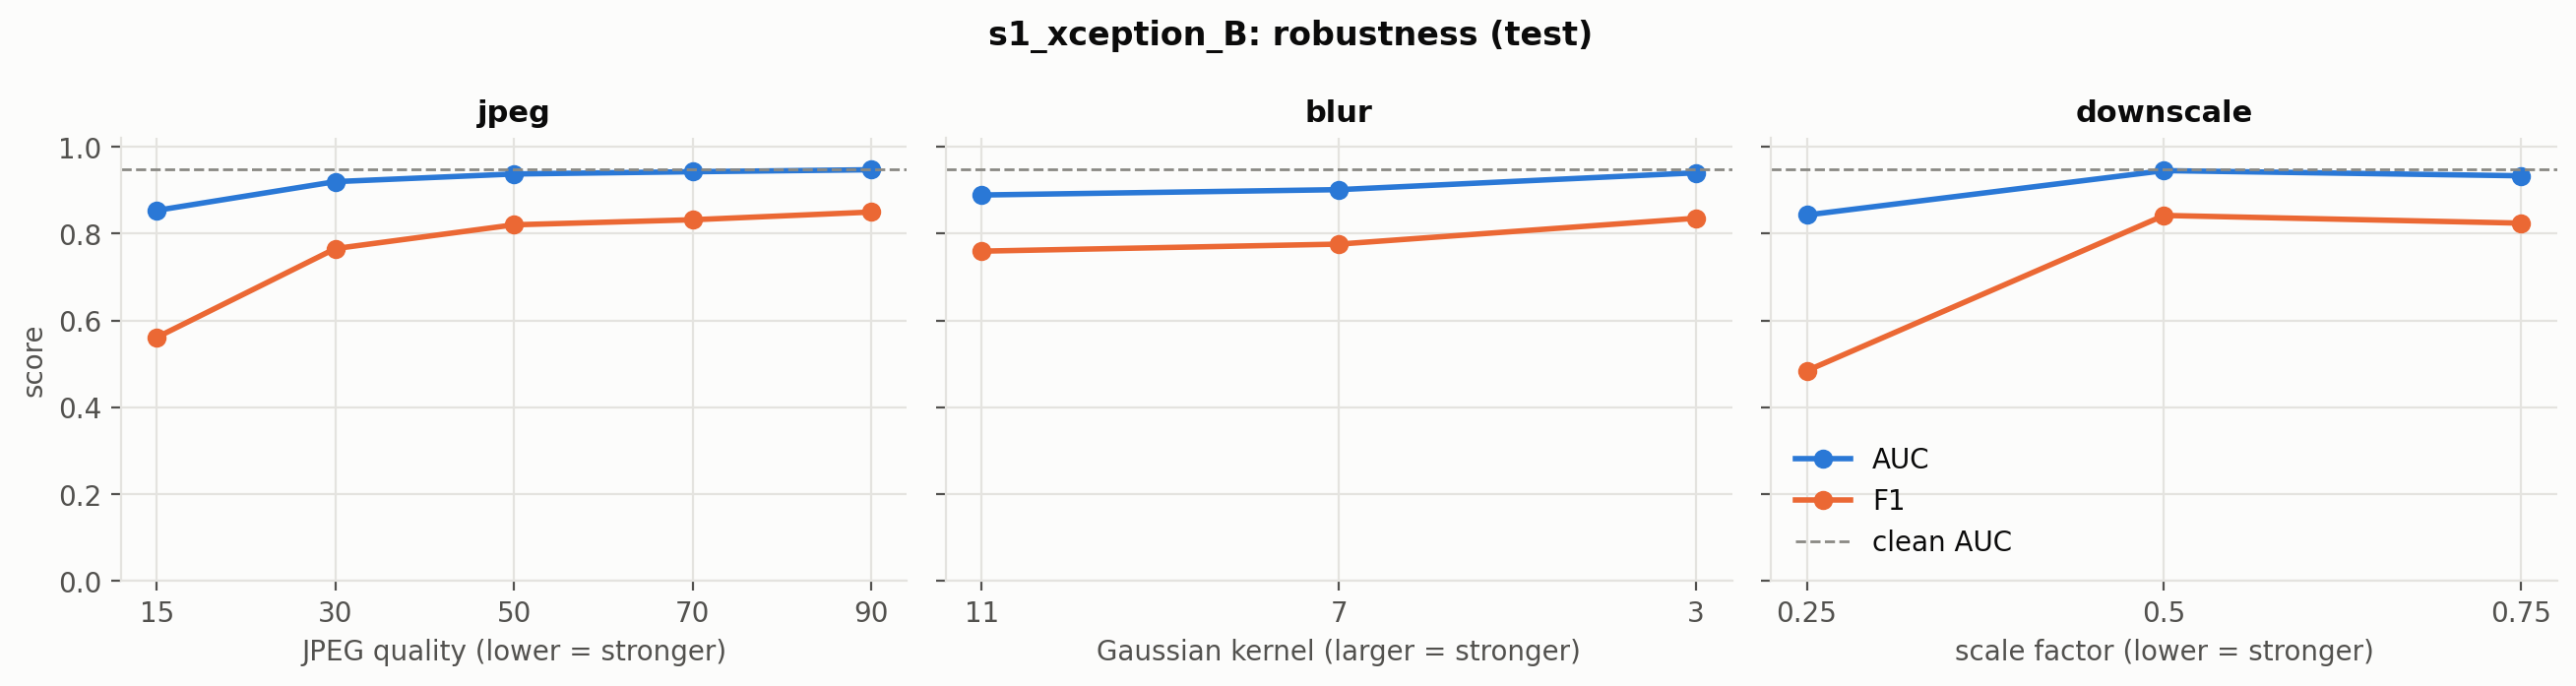 s1_xception_B: robustness (test)
jpeg
blur
downscale
1.0
0.8
0.6
0.4
0.2
0.0
score
15 30 50 70 90
JPEG quality (lower = stronger)
11 7 3
Gaussian kernel (larger = stronger)
AUC
F1
clean AUC
0.25 0.5 0.75
scale factor (lower = stronger)